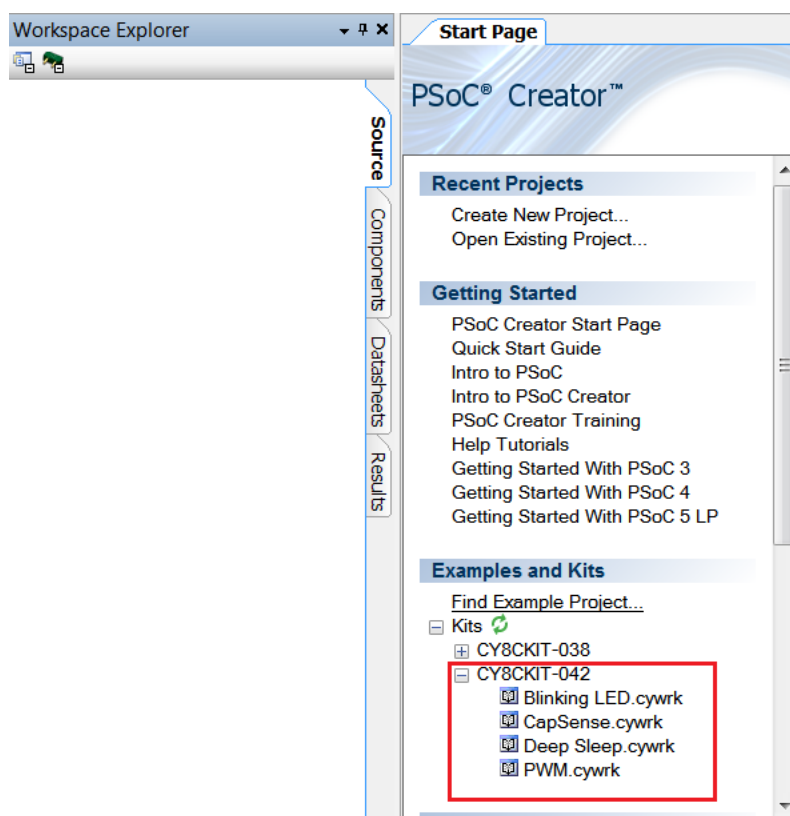 Workspace Explorer
Source
Components
Datasheets
Results
Start Page
PSoC® Creator™
Recent Projects
Create New Project...
Open Existing Project...
Getting Started
PSoC Creator Start Page
Quick Start Guide
Intro to PSoC
Intro to PSoC Creator
PSoC Creator Training
Help Tutorials
Getting Started With PSoC 3
Getting Started With PSoC 4
Getting Started With PSoC 5 LP
Examples and Kits
Find Example Project...
Kits
CY8CKIT-038
CY8CKIT-042
Blinking LED.cywrk
CapSense.cywrk
Deep Sleep.cywrk
PWM.cywrk